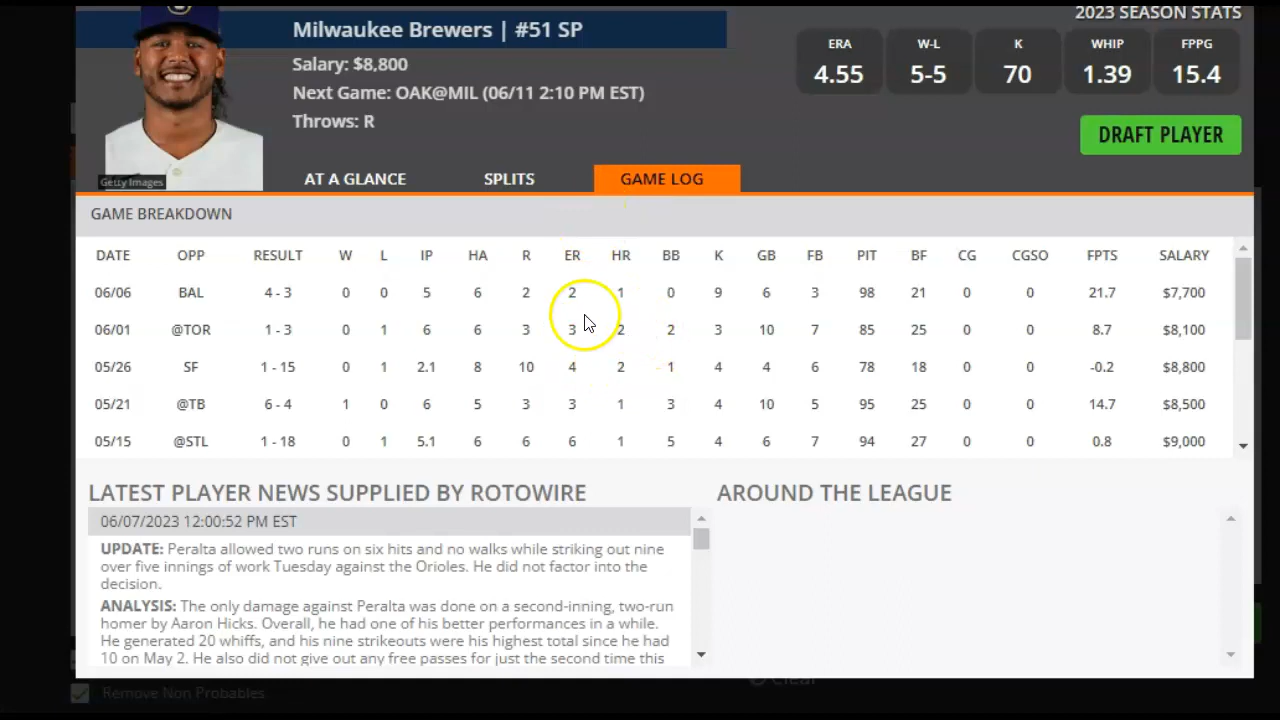 2023 SEASON STATS
Milwaukee Brewers | #51 SP
Salary: $8,800
Next Game: OAK@MIL (06/11 2:10 PM EST)
Throws: R
ERA W-L K WHIP FPPG
4.55 5-5 70 1.39 15.4
DRAFT PLAYER
Getty Images
AT A GLANCE SPLITS GAME LOG
GAME BREAKDOWN
DATE OPP RESULT W L IP HA R ER HR BB K GB FB PIT BF CG CGSO FPTS SALARY
06/06 BAL 4 - 3 0 0 5 6 2 2 1 0 9 6 3 98 21 0 0 21.7 $7,700
06/01 @TOR 1 - 3 0 1 6 6 3 3 2 2 3 10 7 85 25 0 0 8.7 $8,100
05/26 SF 1 - 15 0 1 2.1 8 10 4 2 1 4 4 6 78 18 0 0 -0.2 $8,800
05/21 @TB 6 - 4 1 0 6 5 3 3 1 3 4 10 5 95 25 0 0 14.7 $8,500
05/15 @STL 1 - 18 0 1 5.1 6 6 6 1 5 4 6 7 94 27 0 0 0.8 $9,000
LATEST PLAYER NEWS SUPPLIED BY ROTOWIRE
06/07/2023 12:00:52 PM EST
UPDATE: Peralta allowed two runs on six hits and no walks while striking out nine
over five innings of work Tuesday against the Orioles. He did not factor into the
decision.
ANALYSIS: The only damage against Peralta was done on a second-inning, two-run
homer by Aaron Hicks. Overall, he had one of his better performances in a while.
He generated 20 whiffs, and his nine strikeouts were his highest total since he had
10 on May 2. He also did not give out any free passes for just the second time this
AROUND THE LEAGUE
Remove Non Probables
Clear